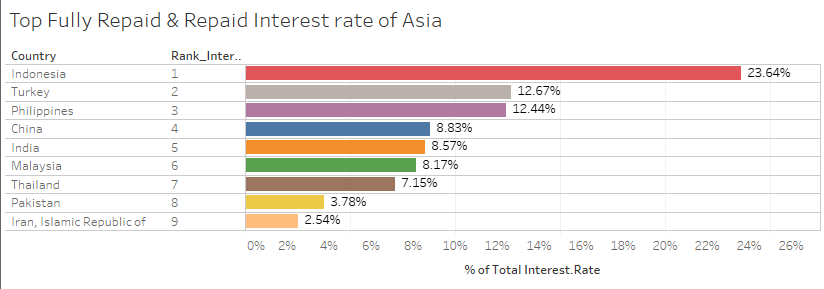 Top Fully Repaid & Repaid Interest rate of Asia
Country Rank_Inter..
Indonesia 1 23.64%
Turkey 2 12.67%
Philippines 3 12.44%
China 4 8.83%
India 5 8.57%
Malaysia 6 8.17%
Thailand 7 7.15%
Pakistan 8 3.78%
Iran, Islamic Republic of 9 2.54%
0% 2% 4% 6% 8% 10% 12% 14% 16% 18% 20% 22% 24% 26%
% of Total Interest.Rate